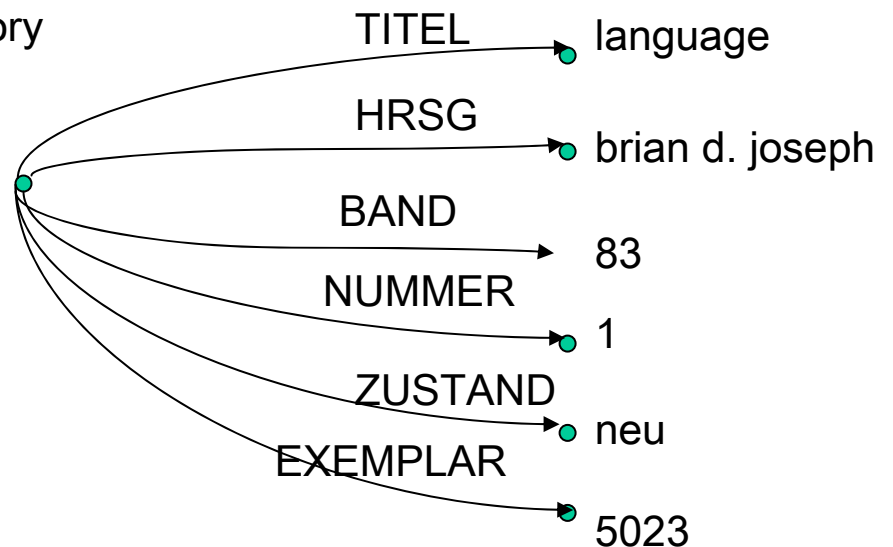 ory
TITEL
language
HRSG
brian d. joseph
BAND
83
NUMMER
1
ZUSTAND
neu
EXEMPLAR
5023